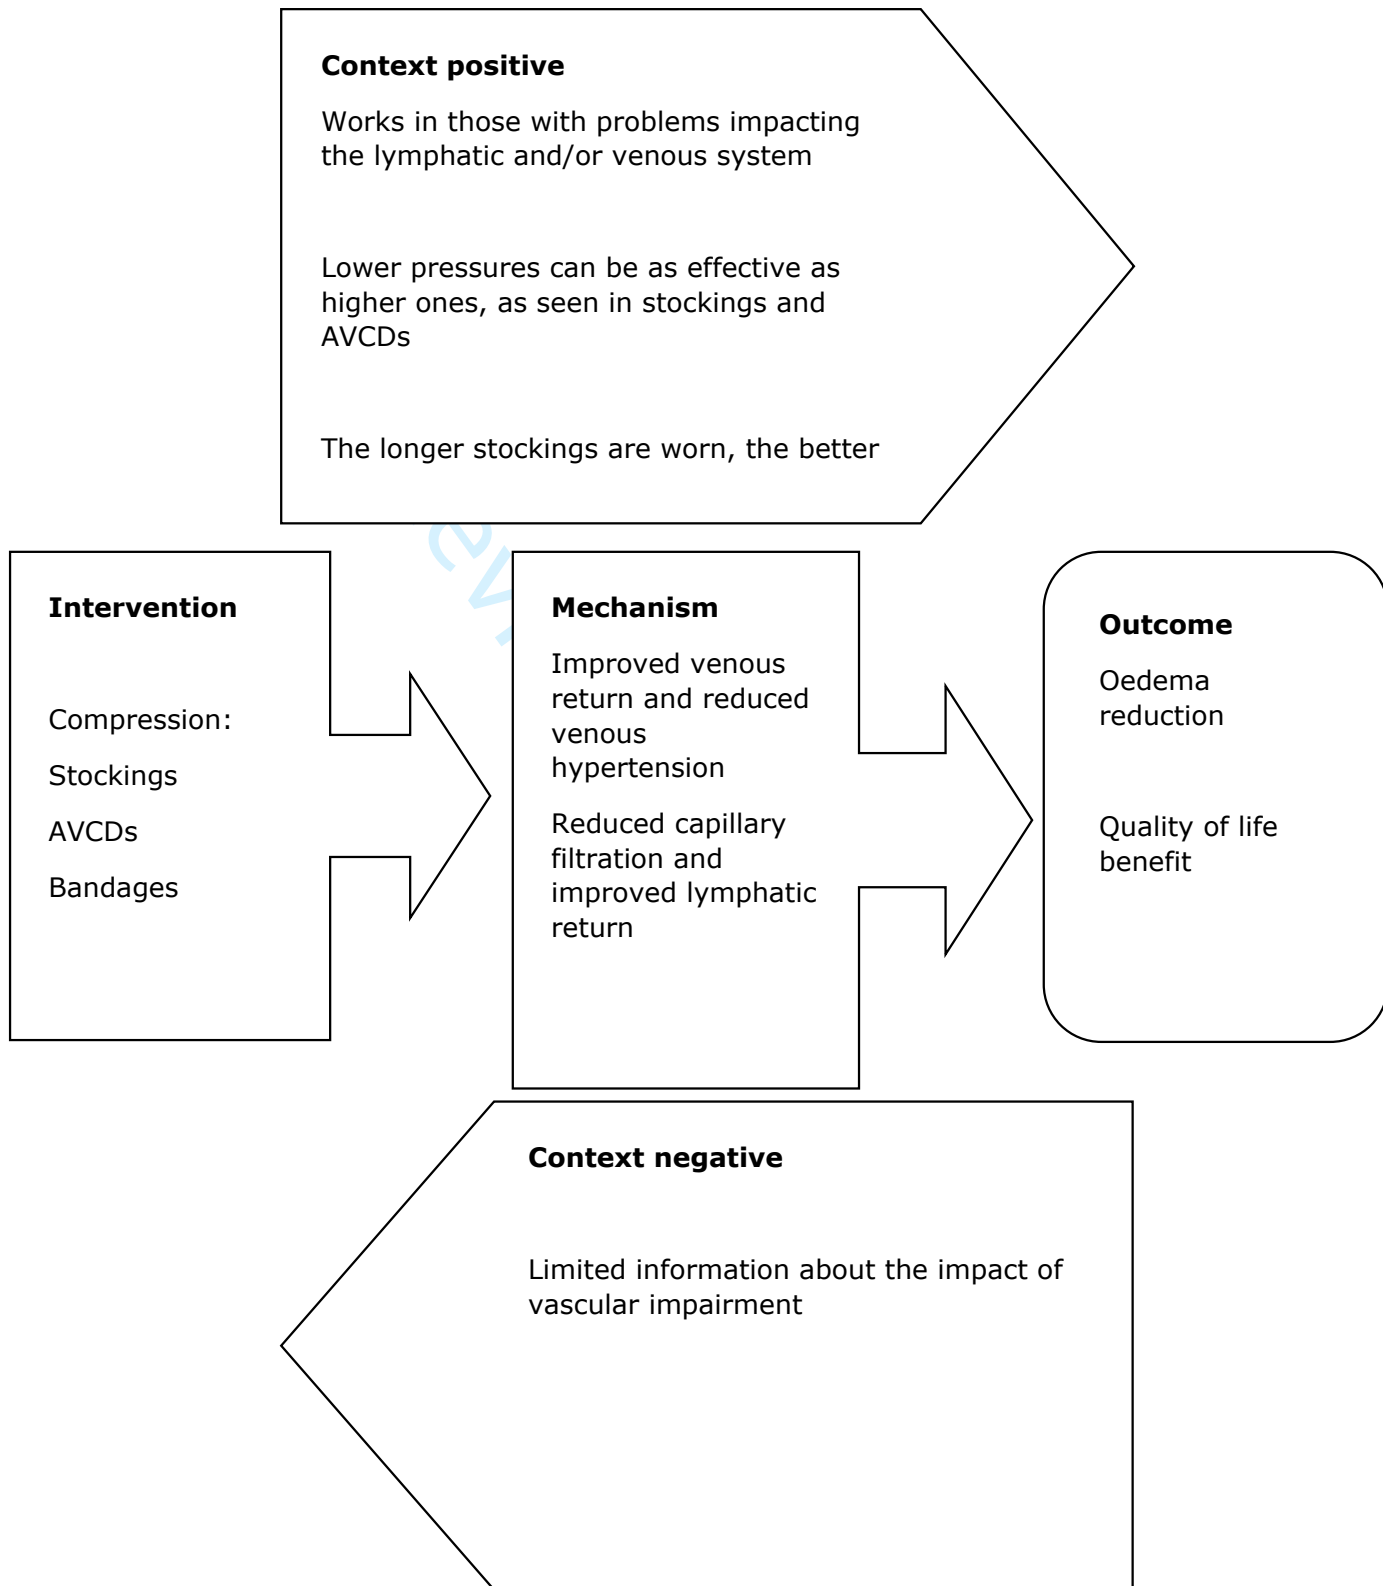 Context positive
Works in those with problems impacting
the lymphatic and/or venous system
Lower pressures can be as effective as
higher ones, as seen in stockings and
AVCDs
The longer stockings are worn, the better
Intervention
Compression:
Stockings
AVCDs
Bandages
Mechanism
Improved venous
return and reduced
venous
hypertension
Reduced capillary
filtration and
improved lymphatic
return
Outcome
Oedema
reduction
Quality of life
benefit
Context negative
Limited information about the impact of
vascular impairment